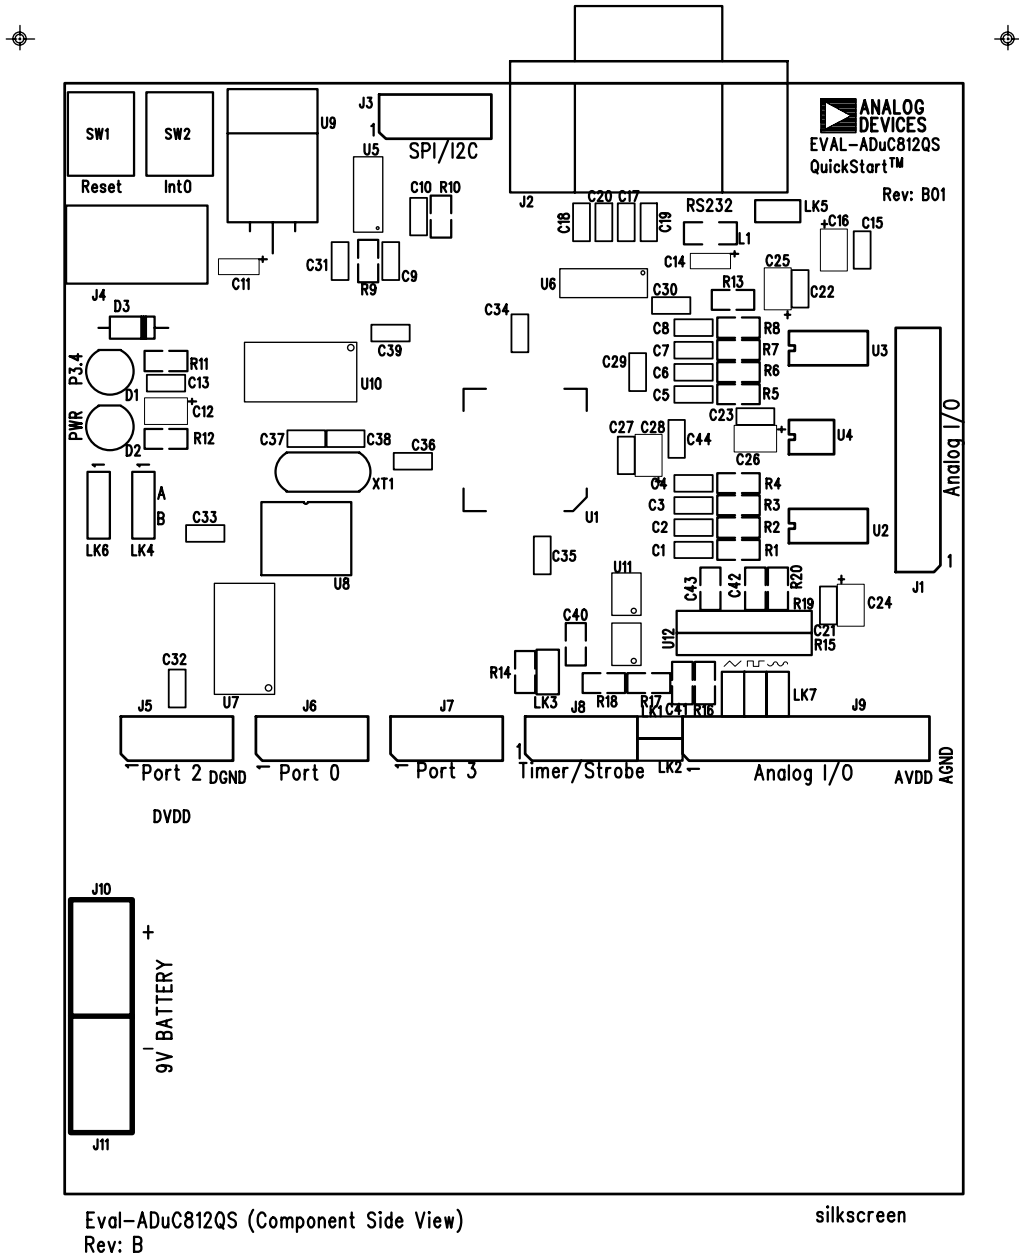 J3
1
SPI/I2C
U9
SW1
SW2
Reset
Int0
U5
C10
R10
J2
ANALOG
DEVICES
EVAL-ADuC812QS
QuickStart™
Rev: B01
C18
C20
C17
C19
RS232
L1
LK5
+
C16
C15
J4
+
C11
C31
R9
C9
U6
C14
+
C25
+
C22
C30
R13
D3
C34
C39
C8
R8
C7
R7
C6
R6
C5
R5
U3
P3.4
D1
R11
C13
+
C12
PWR
D2
R12
U10
C29
C23
C26
+
U4
C27
C28
+
C44
C37
C38
C36
XT1
Analog I/O
1
J1
1
1
A
B
LK6
LK4
C33
U8
U1
C4
R4
C3
R3
C2
R2
C1
R1
U2
C35
U11
C43
C42
R20
R19
R15
U12
C21
+
C24
C40
R14
LK3
R18
R17
C41
R16
LK7
C32
U7
J5
J6
J7
J8
LK1
LK2
J9
1
Port 2
DGND
1
Port 0
1
Port 3
1
Timer/Strobe
1
Analog I/O
AVDD
AGND
DVDD
J10
+
9V BATTERY
-
J11
Eval-ADuC812QS (Component Side View)
Rev: B
silkscreen